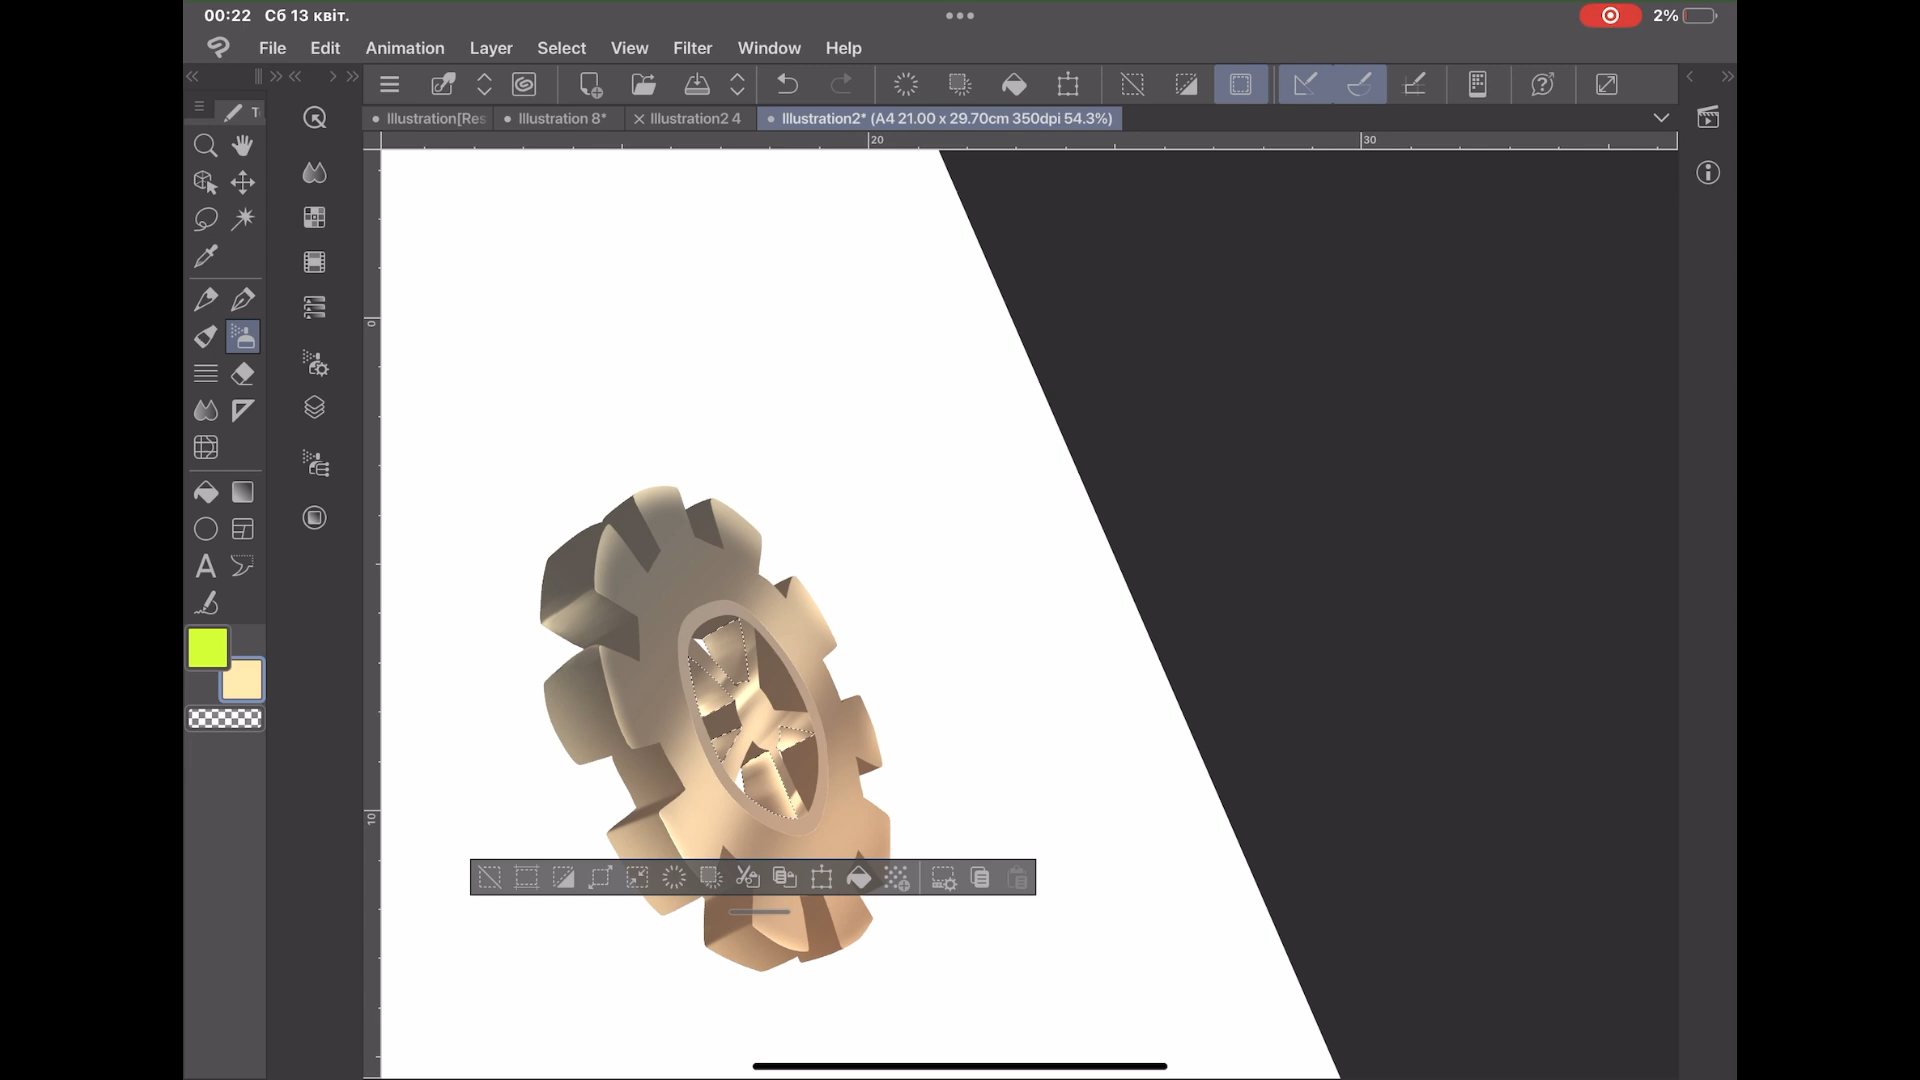 00:22 Сб 13 квіт.
2%
File Edit Animation Layer Select View Filter Window Help
Illustration[Res Illustration 8* Illustration2 4 Illustration2* (A4 21.00 x 29.70cm 350dpi 54.3%)
20 30
0
10